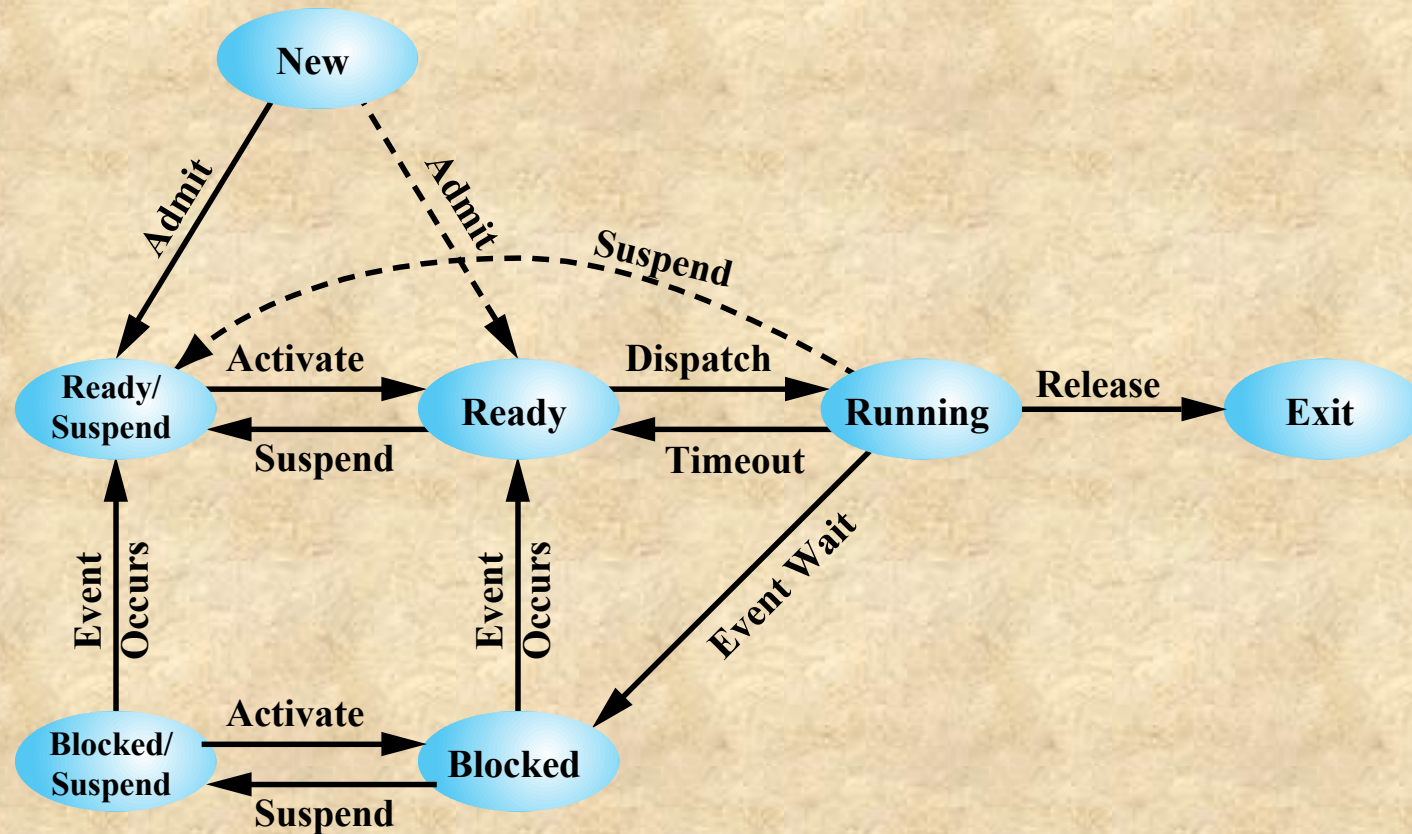 New
Admit
Admit
Suspend
Activate
Dispatch
Ready/
Suspend
Ready
Running
Release
Exit
Suspend
Timeout
Event
Occurs
Event
Occurs
Event Wait
Activate
Blocked/
Suspend
Blocked
Suspend